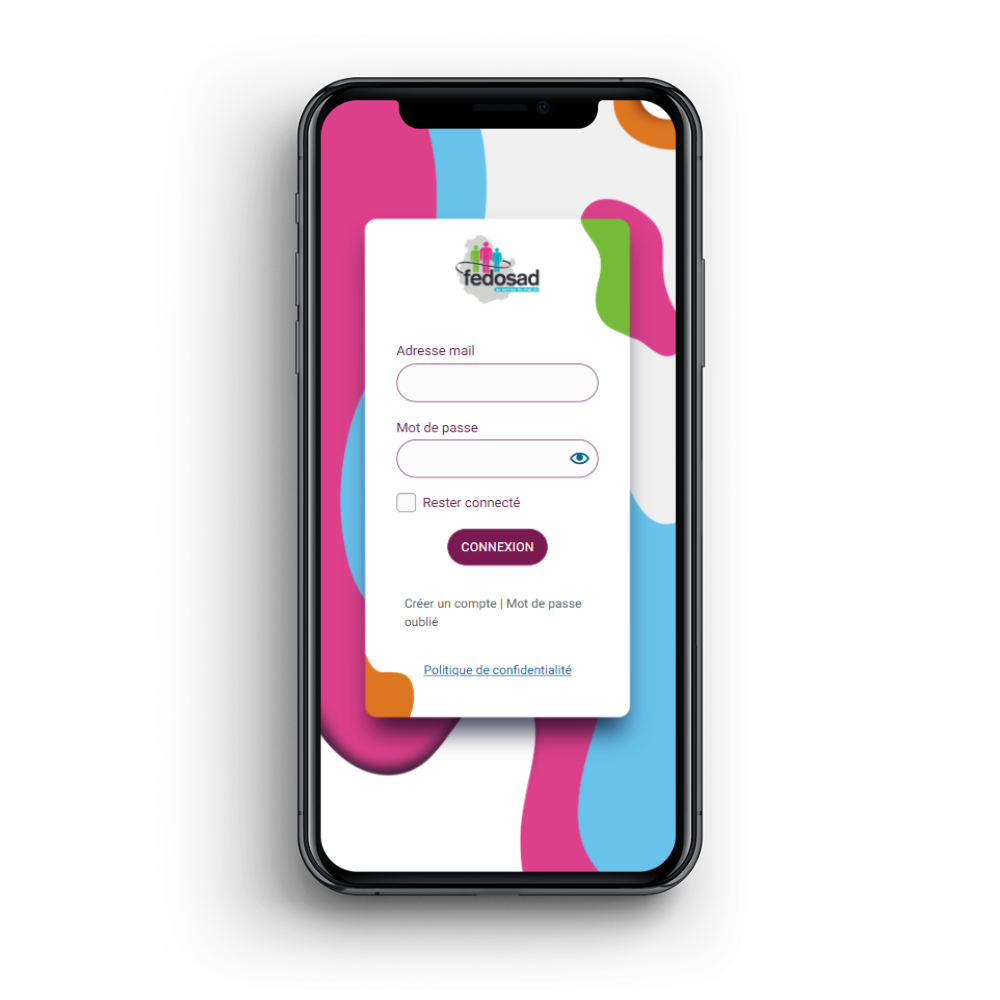 fedosad
Adresse mail
Mot de passe
Rester connecté
CONNEXION
Créer un compte | Mot de passe
oublié
Politique de confidentialité